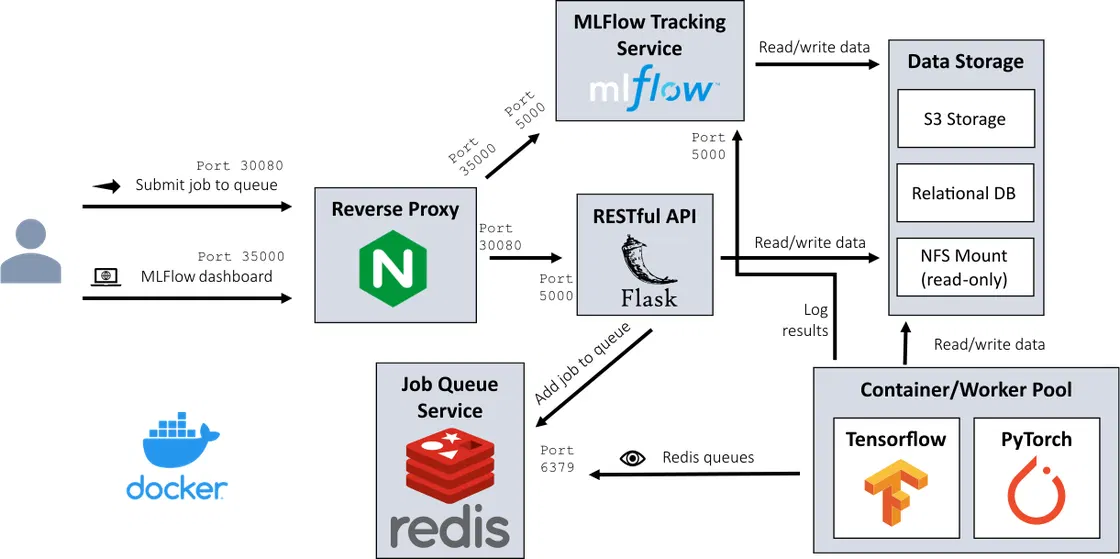 MLFlow Tracking
Service
mlflow™
Read/write data
Data Storage
S3 Storage
Relational DB
NFS Mount
(read-only)
Port
5000
Port
35000
Port
5000
Port 30080
Submit job to queue
Port 35000
MLFlow dashboard
Reverse Proxy
N
Port
30080
Port
5000
RESTful API
Flask
Read/write data
Log
results
Read/write data
Add job to queue
Job Queue
Service
redis
Port
6379
Redis queues
Container/Worker Pool
Tensorflow
PyTorch
docker